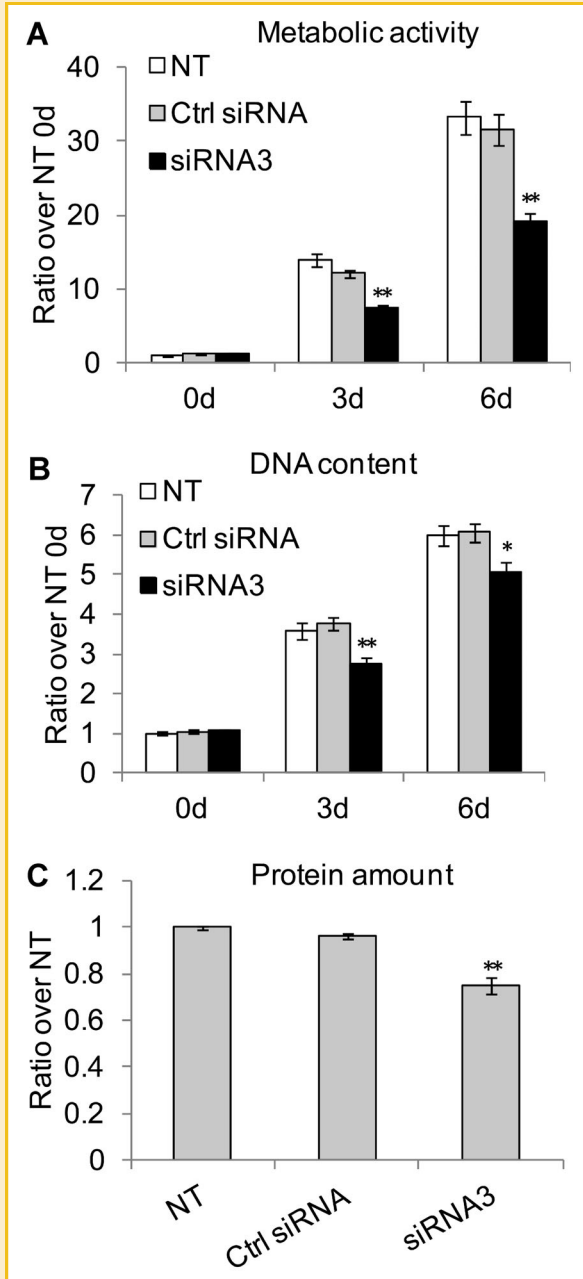 A
Metabolic activity
Ratio over NT 0d
40
30
20
10
0
NT
Ctrl siRNA
siRNA3
**
**
0d 3d 6d
B
DNA content
Ratio over NT 0d
7
6
5
4
3
2
1
0
NT
Ctrl siRNA
siRNA3
**
*
0d 3d 6d
C
Protein amount
Ratio over NT
1.2
1
0.8
0.6
0.4
0.2
0
**
NT Ctrl siRNA siRNA3